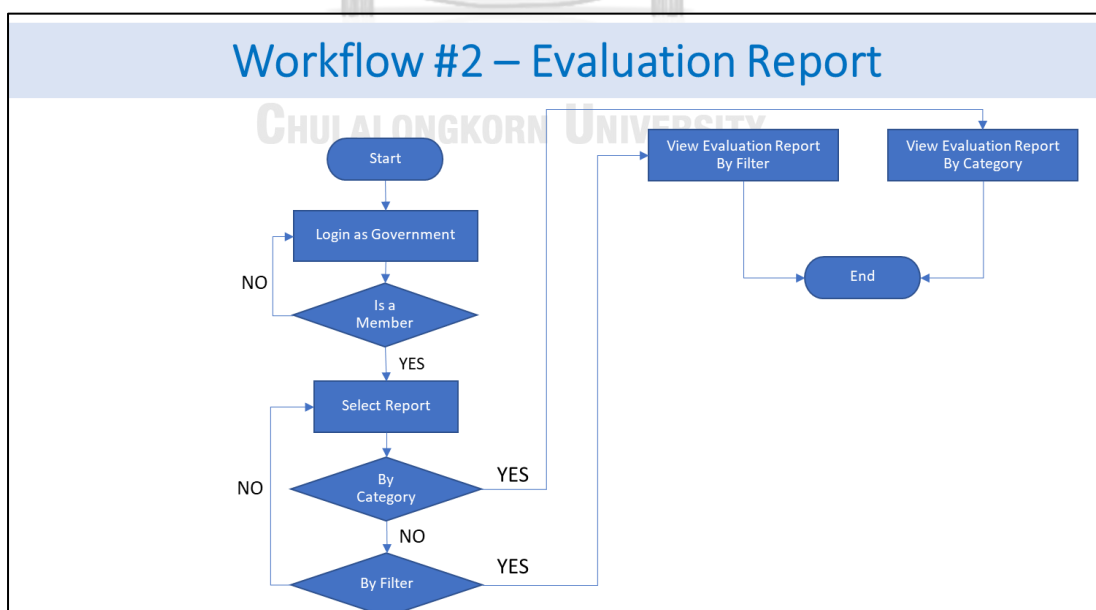 Workflow #2 – Evaluation Report
CHULALONGKORN UNIVERSITY
Start
Login as Government
NO
Is a
Member
YES
Select Report
By
Category
YES
NO
NO
By Filter
YES
View Evaluation Report
By Filter
View Evaluation Report
By Category
End